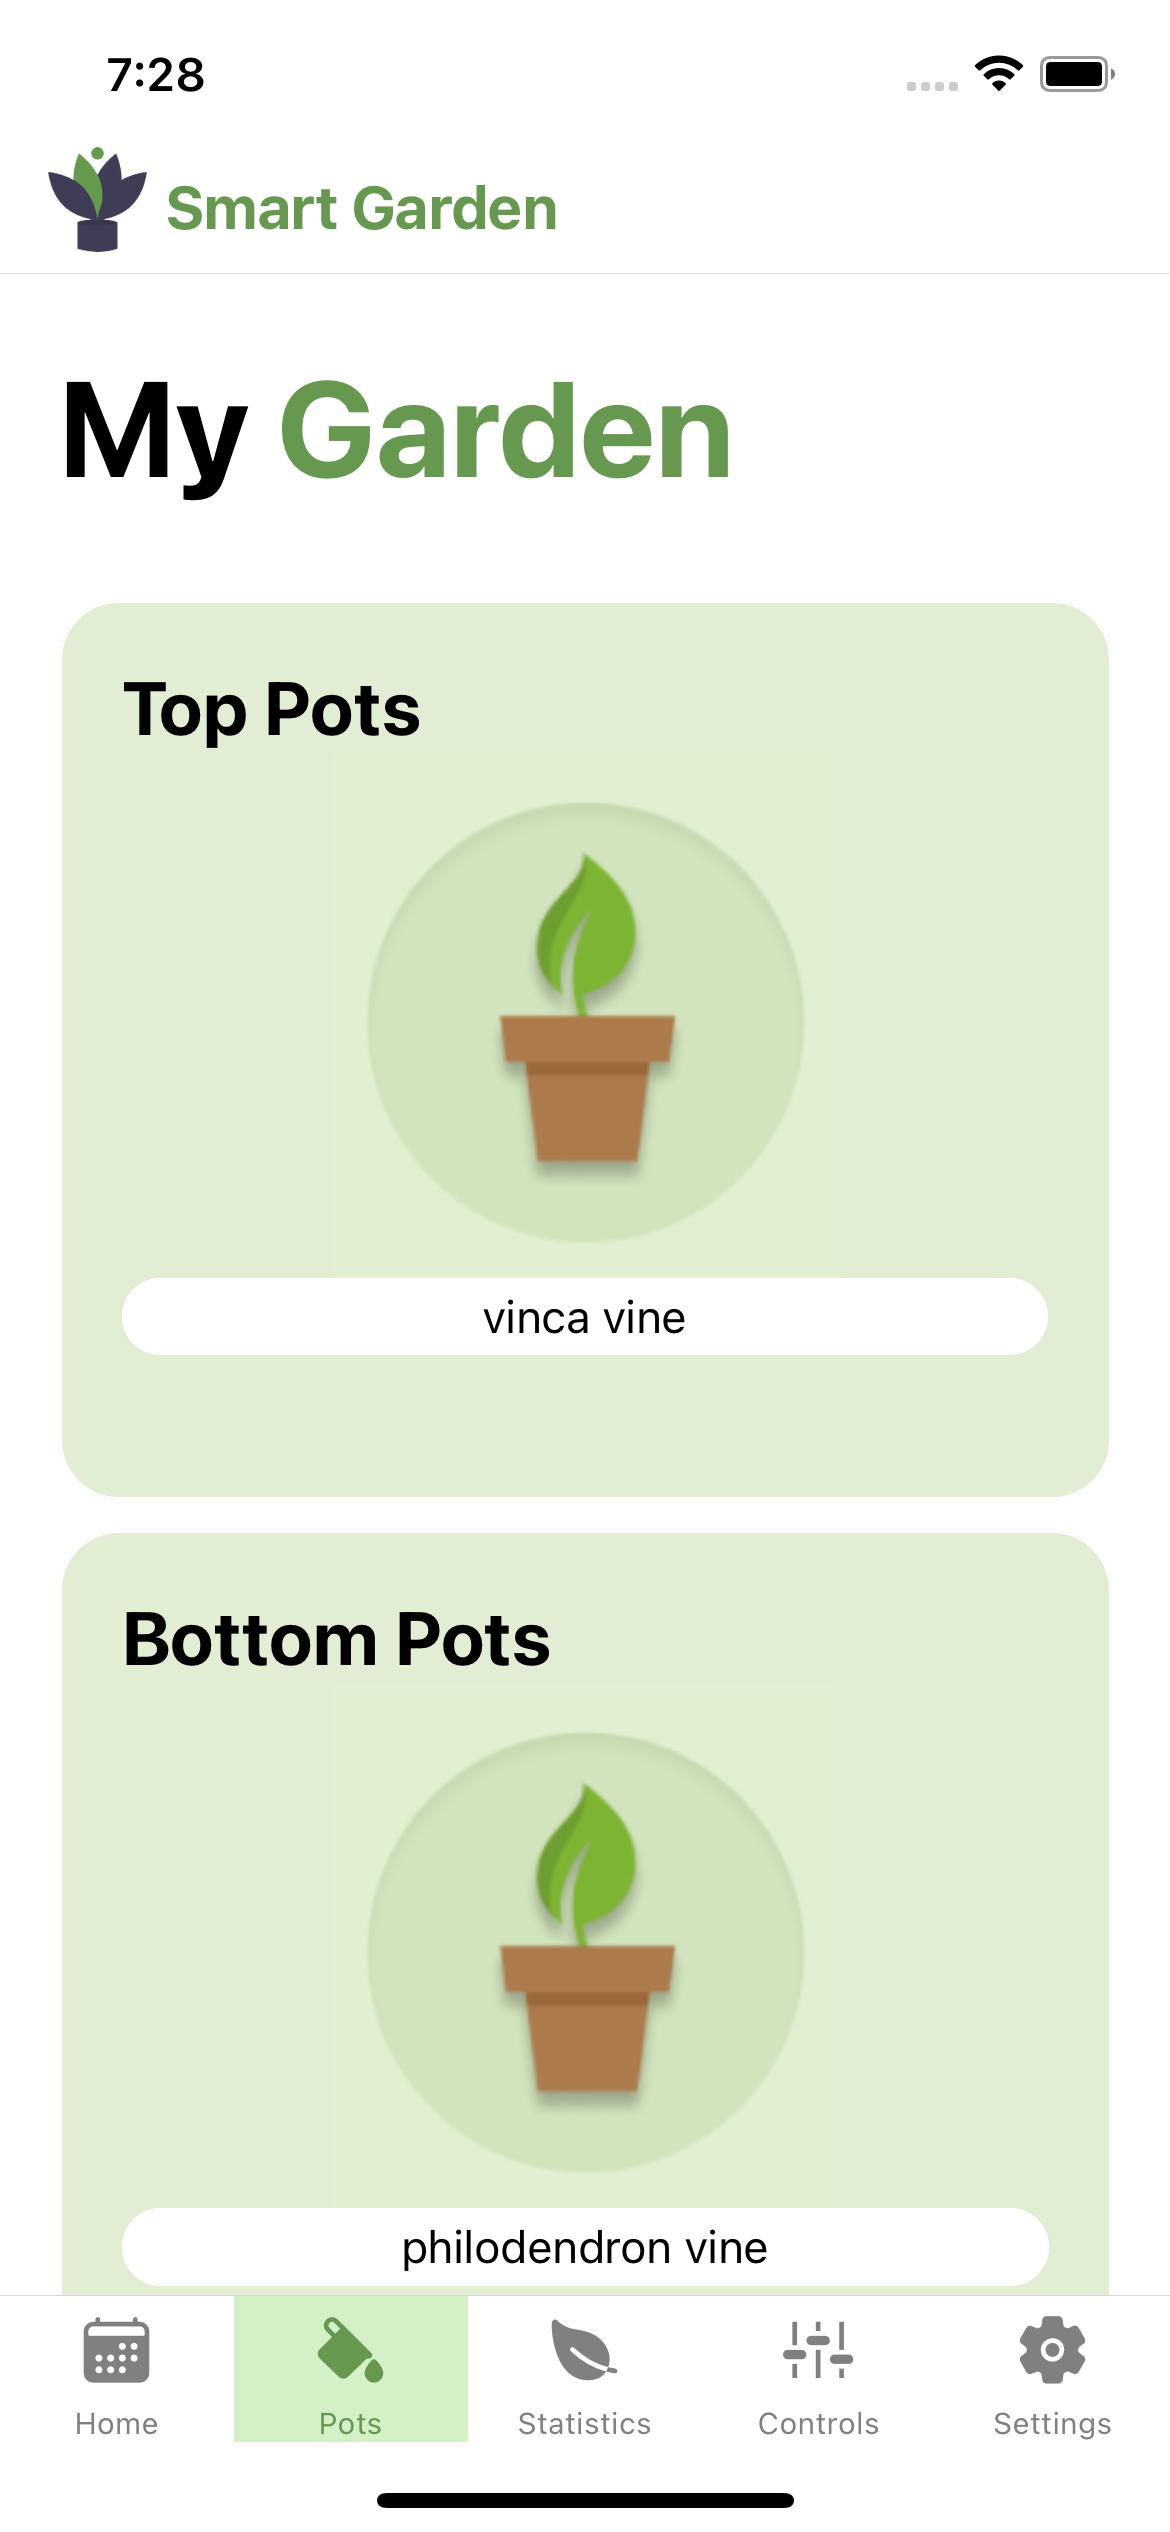 7:28
Smart Garden
My Garden
Top Pots
vinca vine
Bottom Pots
philodendron vine
Home
Pots
Statistics
Controls
Settings